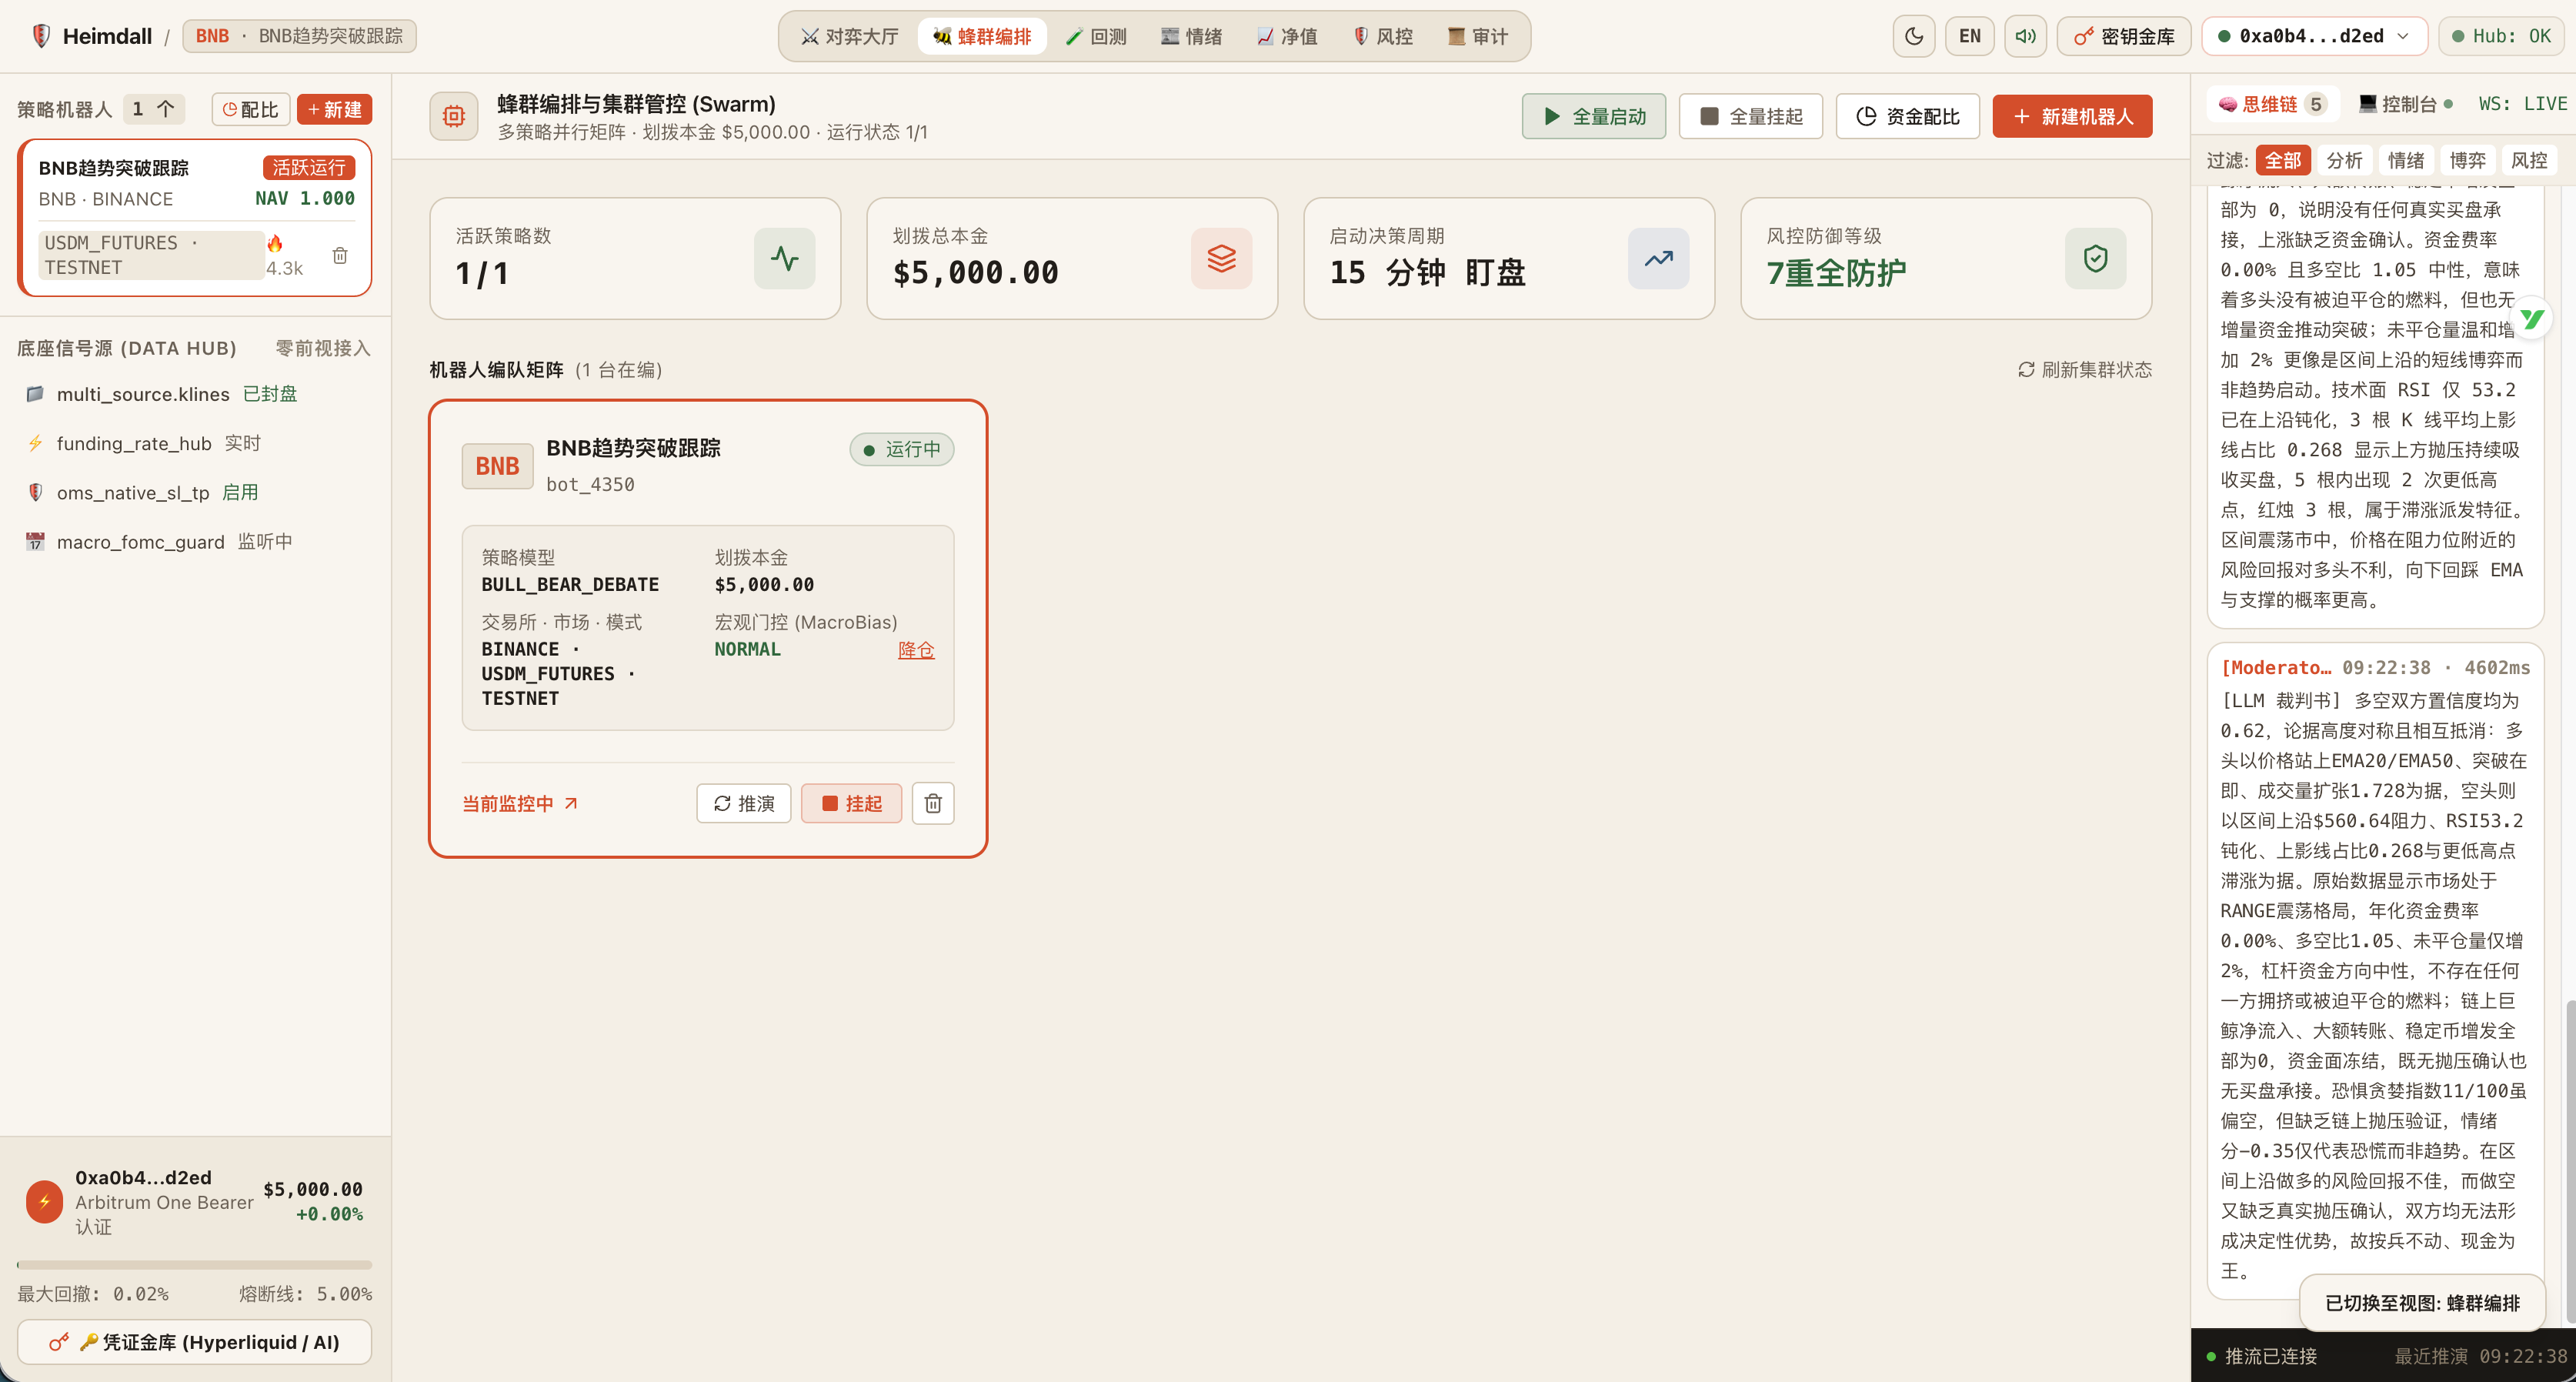 Heimdall / BNB · BNB趋势突破跟踪
对弈大厅 蜂群编排 回测 情绪 净值 风控 审计
EN 密钥金库 0xa0b4...d2ed Hub: OK
策略机器人 1 个 配比 +新建
BNB趋势突破跟踪 活跃运行
BNB · BINANCE NAV 1.000
USDM_FUTURES ·
TESTNET
4.3k
底座信号源 (DATA HUB) 零前视接入
multi_source.klines 已封盘
funding_rate_hub 实时
oms_native_sl_tp 启用
17 macro_fomc_guard 监听中
0xa0b4...d2ed
Arbitrum One Bearer
认证
$5,000.00
+0.00%
最大回撤: 0.02% 熔断线: 5.00%
凭证金库 (Hyperliquid / AI)
蜂群编排与集群管控 (Swarm)
多策略并行矩阵 · 划拨本金 $5,000.00 · 运行状态 1/1
全量启动 全量挂起 资金配比 + 新建机器人
活跃策略数
1/1
划拨总本金
$5,000.00
启动决策周期
15 分钟 盯盘
风控防御等级
7重全防护
机器人编队矩阵 (1 台在编) 刷新集群状态
BNB
BNB趋势突破跟踪
bot_4350
运行中
策略模型
BULL_BEAR_DEBATE
划拨本金
$5,000.00
交易所 · 市场 · 模式
BINANCE ·
USDM_FUTURES ·
TESTNET
宏观门控 (MacroBias)
NORMAL 降仓
当前监控中 推演 挂起
思维链 5 控制台 WS: LIVE
过滤: 全部 分析 情绪 博弈 风控
部为 0，说明没有任何真实买盘承
接，上涨缺乏资金确认。资金费率
0.00% 且多空比 1.05 中性，意味
着多头没有被迫平仓的燃料，但也无
增量资金推动突破；未平仓量温和增
加 2% 更像是区间上沿的短线博弈而
非趋势启动。技术面 RSI 仅 53.2
已在上沿钝化，3 根 K 线平均上影
线占比 0.268 显示上方抛压持续吸
收买盘，5 根内出现 2 次更低高
点，红烛 3 根，属于滞涨派发特征。
区间震荡市中，价格在阻力位附近的
风险回报对多头不利，向下回踩 EMA
与支撑的概率更高。
[Moderato… 09:22:38 · 4602ms
[LLM 裁判书] 多空双方置信度均为
0.62，论据高度对称且相互抵消：多
头以价格站上EMA20/EMA50、突破在
即、成交量扩张1.728为据，空头则
以区间上沿$560.64阻力、RSI53.2
钝化、上影线占比0.268与更低高点
滞涨为据。原始数据显示市场处于
RANGE震荡格局，年化资金费率
0.00%、多空比1.05、未平仓量仅增
2%，杠杆资金方向中性，不存在任何
一方拥挤或被迫平仓的燃料；链上巨
鲸净流入、大额转账、稳定币增发全
部为0，资金面冻结，既无抛压确认也
无买盘承接。恐惧贪婪指数11/100虽
偏空，但缺乏链上抛压验证，情绪
分-0.35仅代表恐慌而非趋势。在区
间上沿做多的风险回报不佳，而做空
又缺乏真实抛压确认，双方均无法形
成决定性优势，故按兵不动、现金为
王。
已切换至视图: 蜂群编排
推流已连接 最近推演 09:22:38